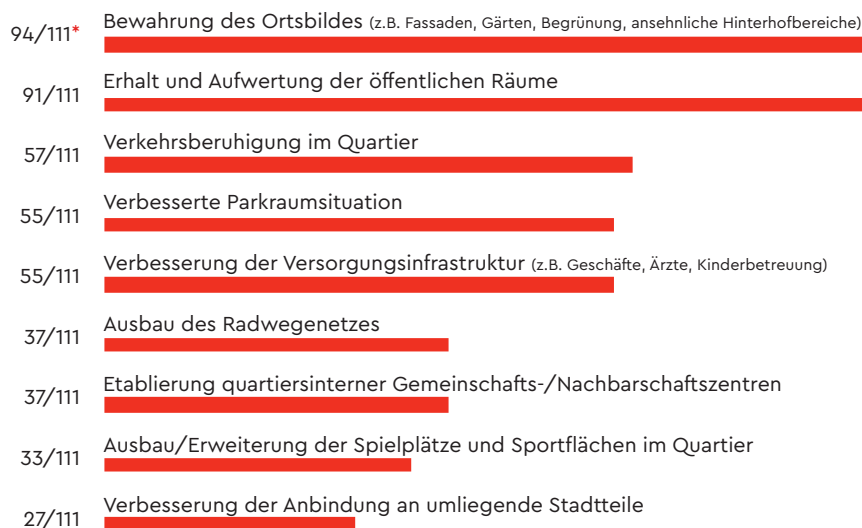 94/111* Bewahrung des Ortsbildes (z.B. Fassaden, Gärten, Begrünung, ansehnliche Hinterhofbereiche)
91/111 Erhalt und Aufwertung der öffentlichen Räume
57/111 Verkehrsberuhigung im Quartier
55/111 Verbesserte Parkraumsituation
55/111 Verbesserung der Versorgungsinfrastruktur (z.B. Geschäfte, Ärzte, Kinderbetreuung)
37/111 Ausbau des Radwegenetzes
37/111 Etablierung quartiersinterner Gemeinschafts-/Nachbarschaftszentren
33/111 Ausbau/Erweiterung der Spielplätze und Sportflächen im Quartier
27/111 Verbesserung der Anbindung an umliegende Stadtteile